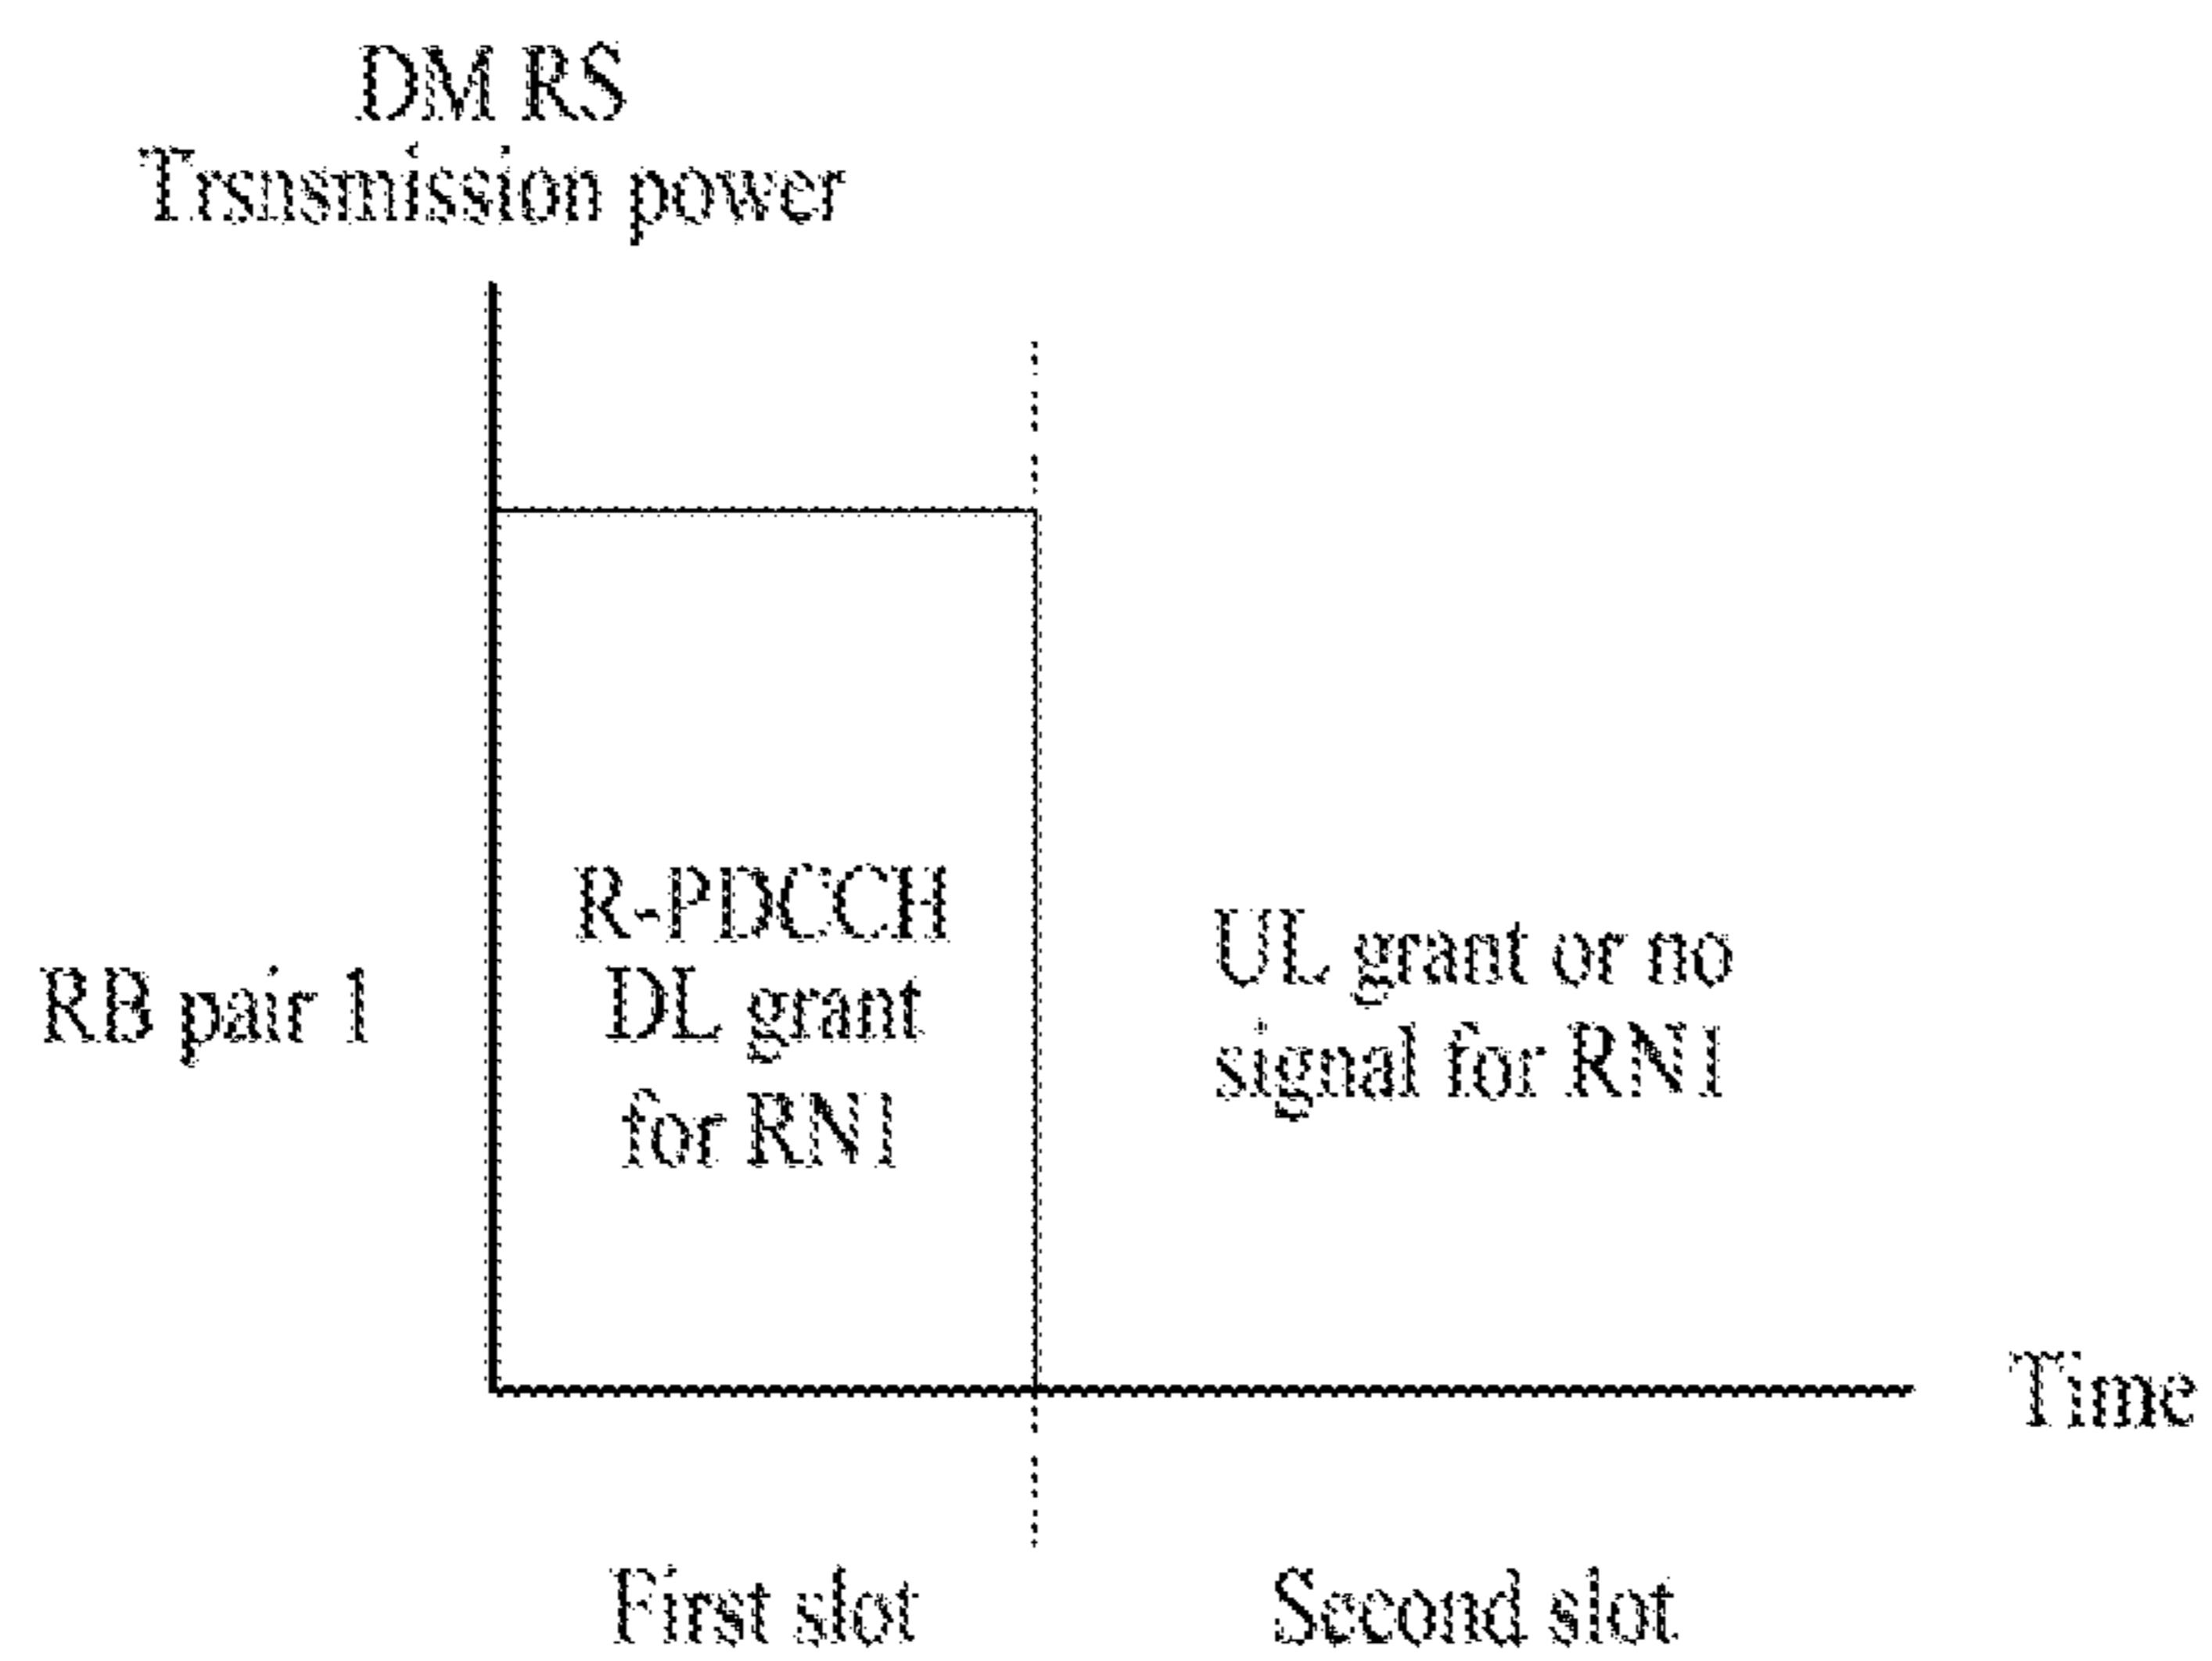 DM RS
Trsnsmission power
R-PDCCH
DL grant
for RN1
UL grant or no
signal for RN1
RB pair 1
Time
First slot
Second slot